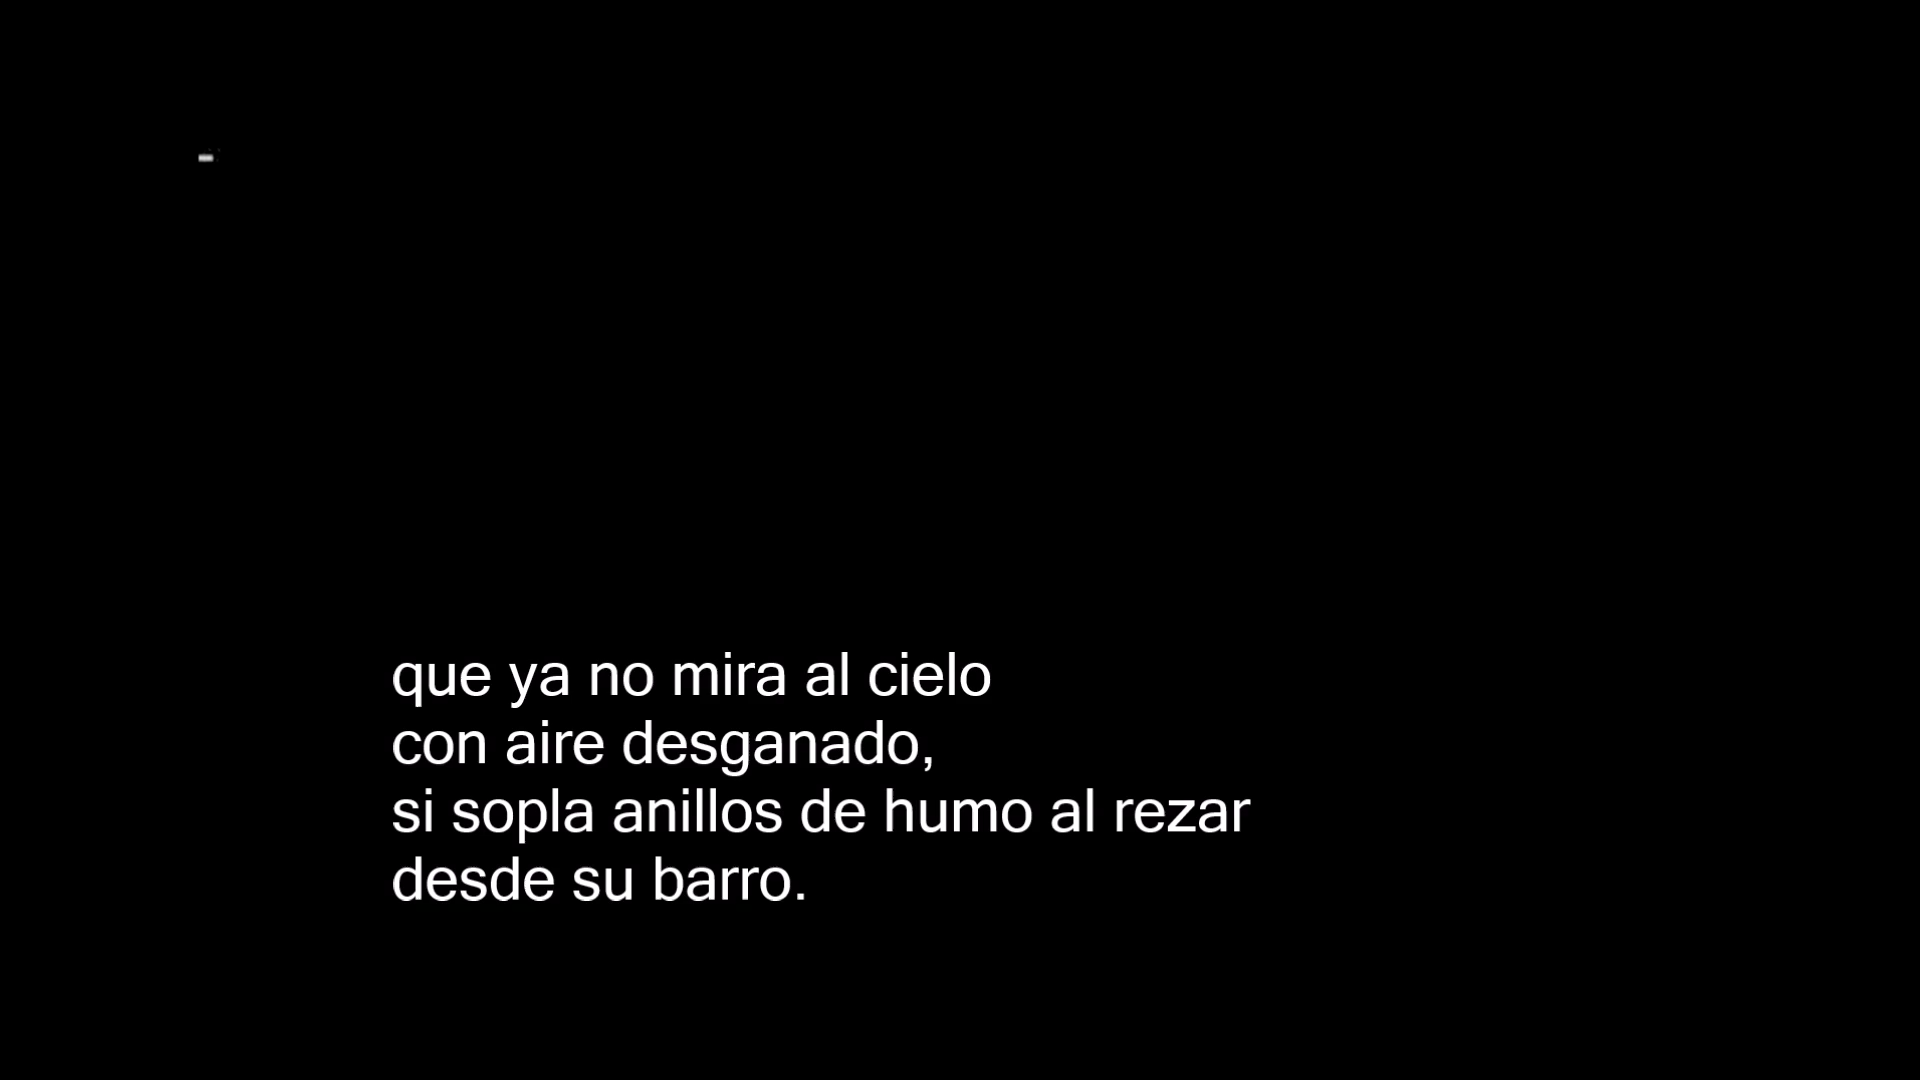 que ya no mira al cielo
con aire desganado,
si sopla anillos de humo al rezar
desde su barro.